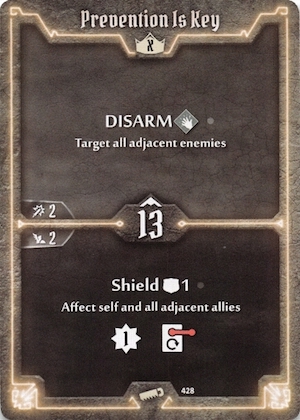 Prevention Is Key
X
DISARM
Target all adjacent enemies
2
13
2
Shield 1
Affect self and all adjacent allies
1
428